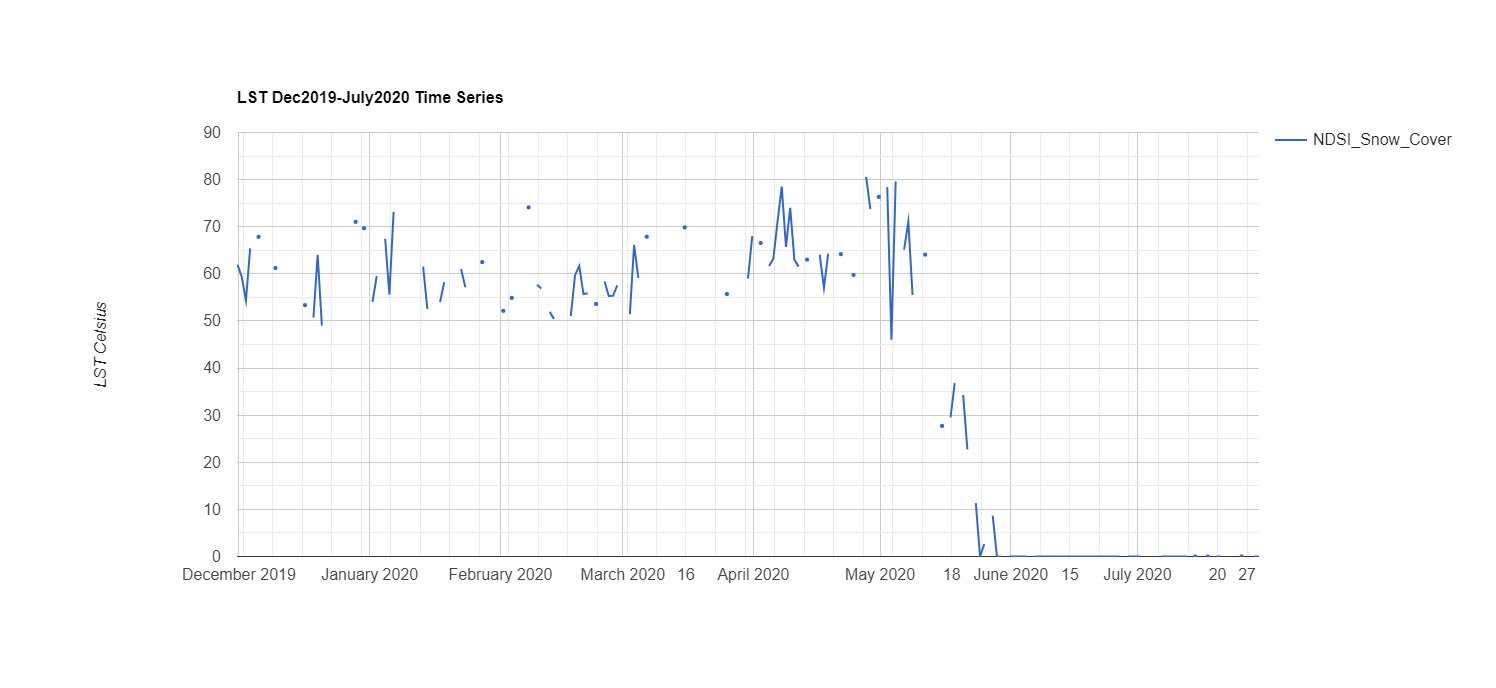 LST Dec2019-July2020 Time Series
NDSI_Snow_Cover
LST Celsius
90
80
70
60
50
40
30
20
10
0
December 2019 January 2020 February 2020 March 2020 16 April 2020 May 2020 18 June 2020 15 July 2020 20 27